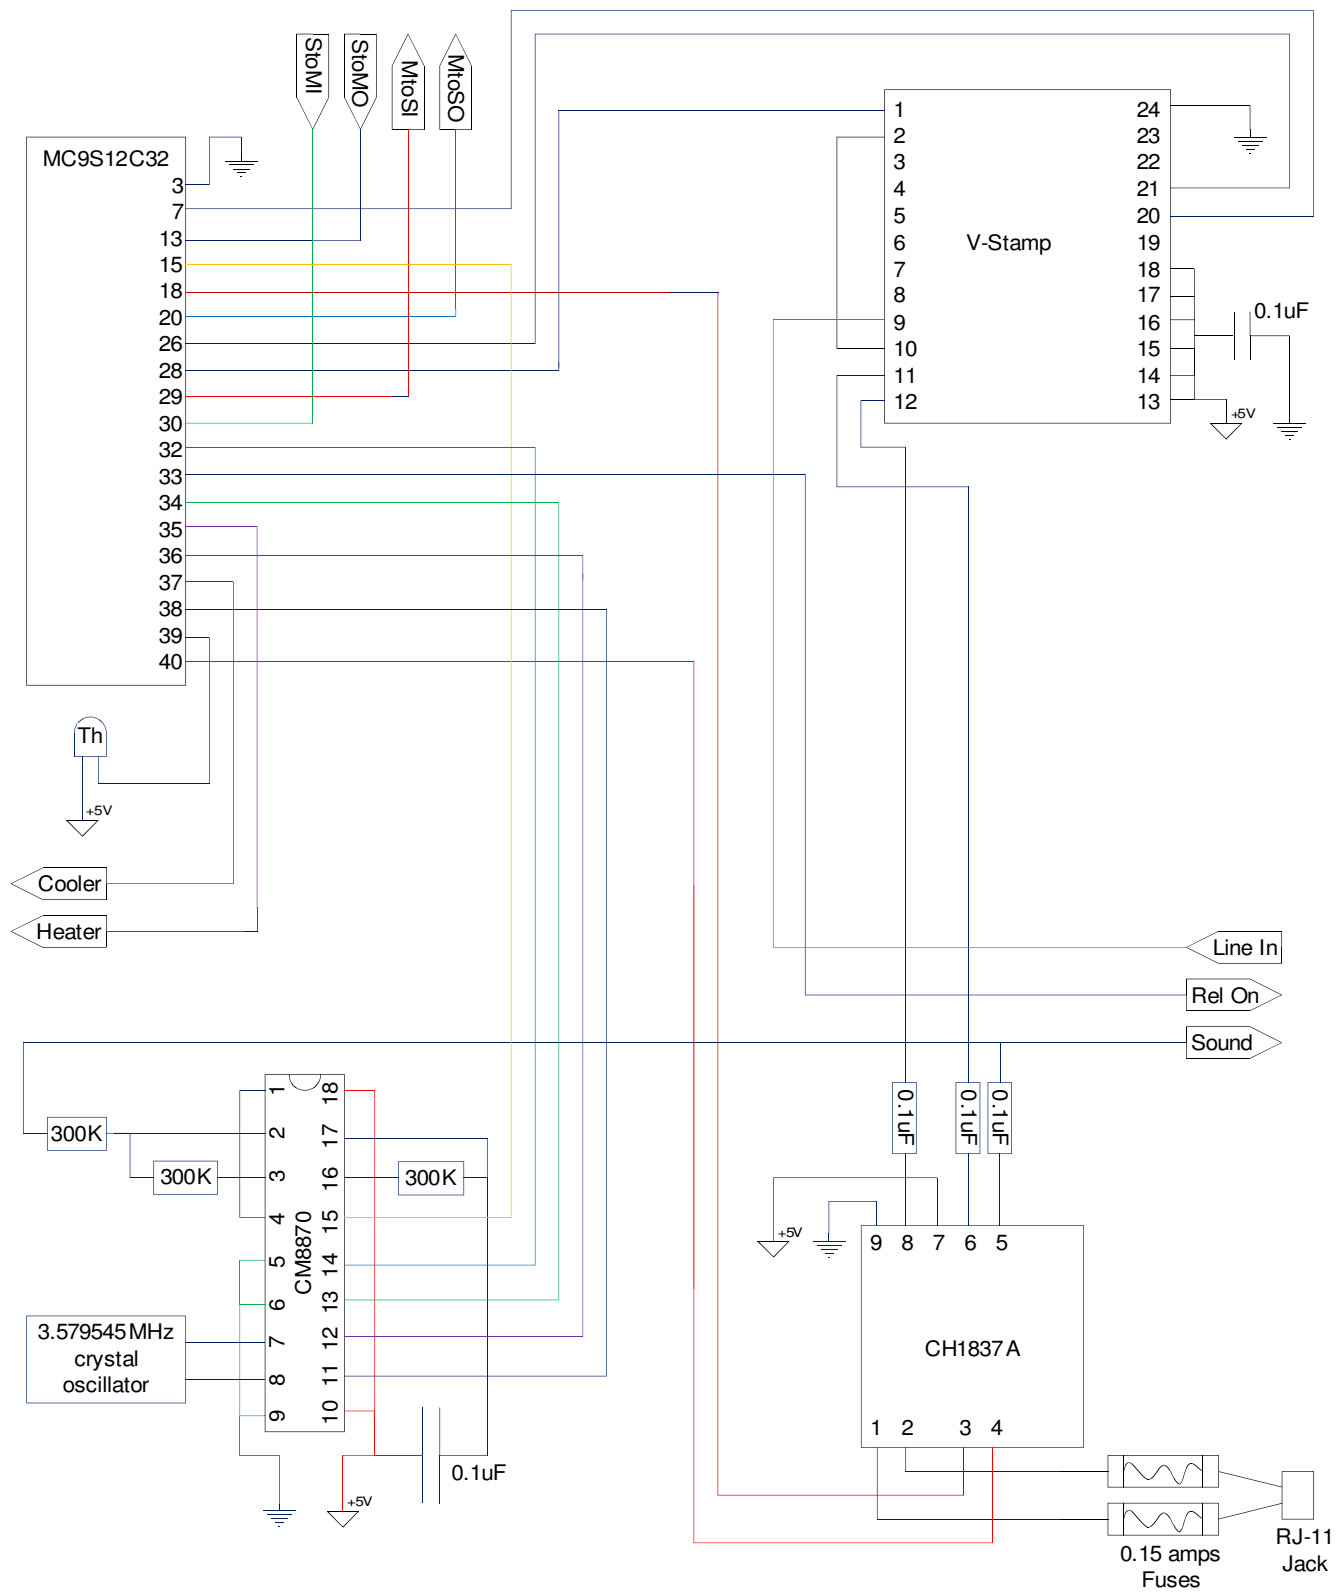 StoMI
StoMO
MtoSI
MtoSO
MC9S12C32
3
7
13
15
18
20
26
28
29
30
32
33
34
35
36
37
38
39
40
V-Stamp
1
2
3
4
5
6
7
8
9
10
11
12
24
23
22
21
20
19
18
17
16
15
14
13
0.1uF
+5V
Th
+5V
Cooler
Heater
Line In
Rel On
Sound
300K
300K
300K
CM8870
1
2
3
4
5
6
7
8
9
18
17
16
15
14
13
12
11
10
3.579545MHz
crystal
oscillator
0.1uF
+5V
0.1uF
0.1uF
0.1uF
+5V
9
8
7
6
5
CH1837A
1
2
3
4
0.15 amps
Fuses
RJ-11
Jack